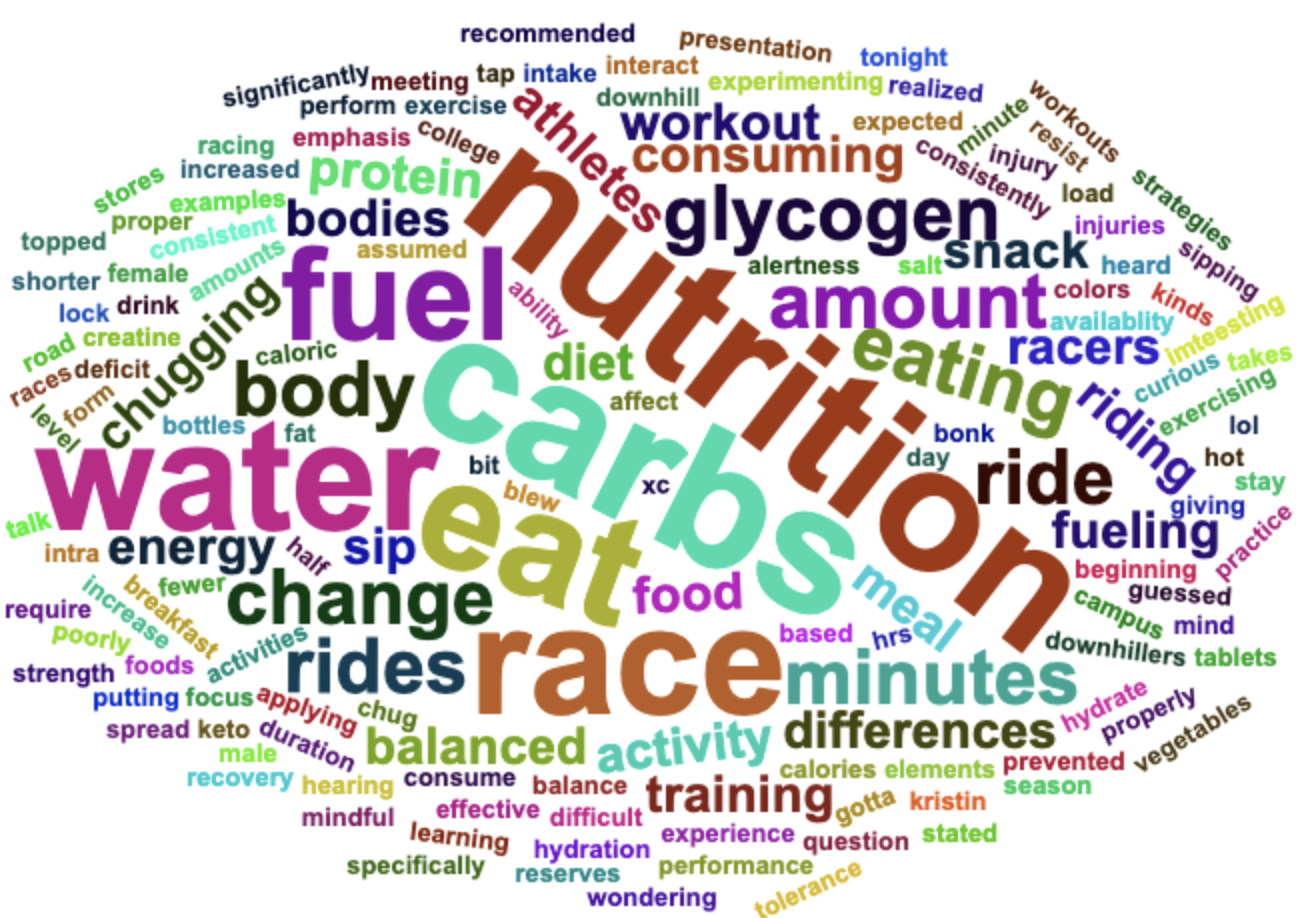 recommended
presentation
tonight
significantly
meeting
tap
intake
interact
experimenting
realized
workouts
perform
exercise
athletes
downhill
workout
expected
minute
resist
racing
emphasis
college
consuming
consistently
injury
stores
increased
protein
nutrition
glycogen
load
strategies
examples
proper
bodies
injuries
topped
consistent
assumed
snack
sipping
shorter
female
amounts
fuel
alertness
salt
heard
lock
drink
chugging
ability
amount
colors
kinds
availablity
imteesting
road
creatine
caloric
diet
eating
racers
curious
takes
races
deficit
body
carbs
affect
riding
exercising
level
form
bottles
fat
bonk
lol
water
bit
xc
day
ride
hot
stay
blew
giving
talk
intra
energy
half
sip
eat
fueling
practice
increase
breakfast
fewer
change
food
meal
beginning
guessed
require
poorly
activities
based
hrs
campus
mind
strength
foods
rides
race
minutes
downhillers
tablets
putting
focus
applying
chug
hydrate
properly
vegetables
spread
keto
duration
balanced
activity
differences
male
calories
elements
prevented
recovery
hearing
consume
balance
training
season
mindful
effective
difficult
gotta
kristin
learning
hydration
experience
question
stated
specifically
reserves
performance
wondering
tolerance